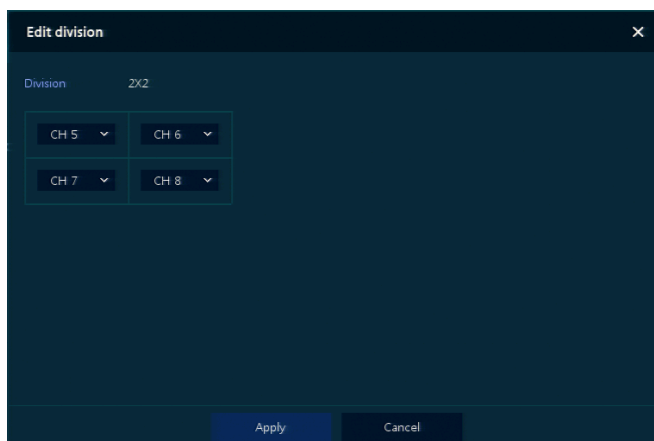 Edit division
Division 2X2
CH 5 CH 6
CH 7 CH 8
Apply Cancel